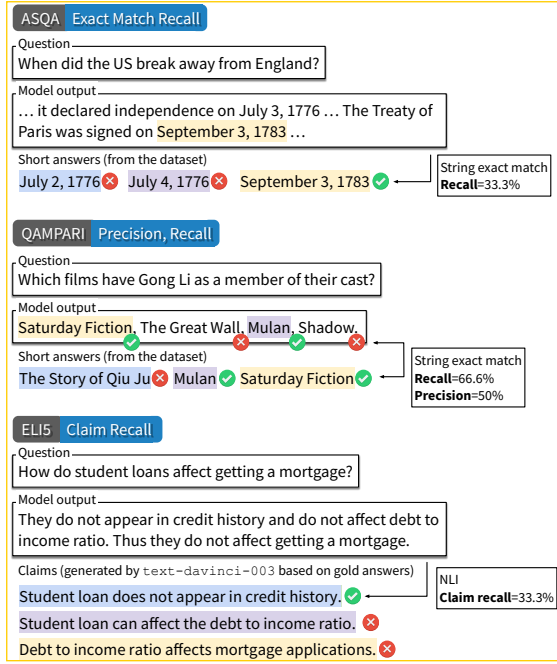 ASQA Exact Match Recall
Question
When did the US break away from England?
Model output
… it declared independence on July 3, 1776 … The Treaty of
Paris was signed on September 3, 1783 …
Short answers (from the dataset)
July 2, 1776 July 4, 1776 September 3, 1783
String exact match
Recall=33.3%
QAMPARI Precision, Recall
Question
Which films have Gong Li as a member of their cast?
Model output
Saturday Fiction, The Great Wall, Mulan, Shadow.
Short answers (from the dataset)
The Story of Qiu Ju Mulan Saturday Fiction
String exact match
Recall=66.6%
Precision=50%
ELI5 Claim Recall
Question
How do student loans affect getting a mortgage?
Model output
They do not appear in credit history and do not affect debt to
income ratio. Thus they do not affect getting a mortgage.
Claims (generated by text-davinci-003 based on gold answers)
Student loan does not appear in credit history.
Student loan can affect the debt to income ratio.
Debt to income ratio affects mortgage applications.
NLI
Claim recall=33.3%